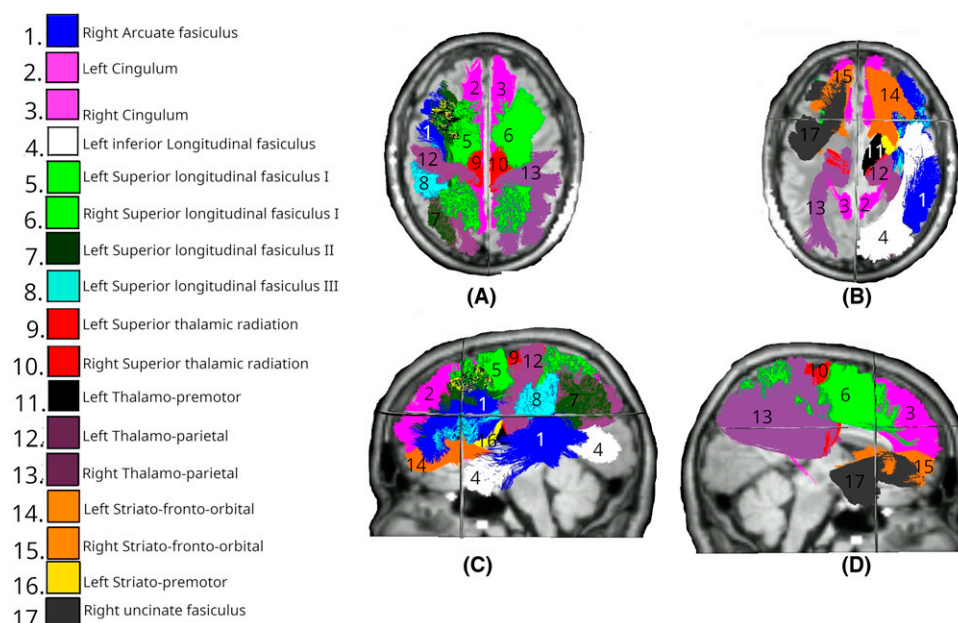 1. Right Arcuate fasiculus
2. Left Cingulum
3. Right Cingulum
4. Left inferior Longitudinal fasiculus
5. Left Superior longitudinal fasiculus I
6. Right Superior longitudinal fasiculus I
7. Left Superior longitudinal fasiculus II
8. Left Superior longitudinal fasiculus III
9. Left Superior thalamic radiation
10. Right Superior thalamic radiation
11. Left Thalamo-premotor
12. Left Thalamo-parietal
13. Right Thalamo-parietal
14. Left Striato-fronto-orbital
15. Right Striato-fronto-orbital
16. Left Striato-premotor
17. Right uncinate fasiculus
2 3
1 5 6
12 9 10 13
8
7
(A)
15 14
17 11
12
13 3 2 1
4
(B)
2 5 9 12
1 8 7
16 1 4
14 4
(C)
10 6 3
13
17 15
(D)